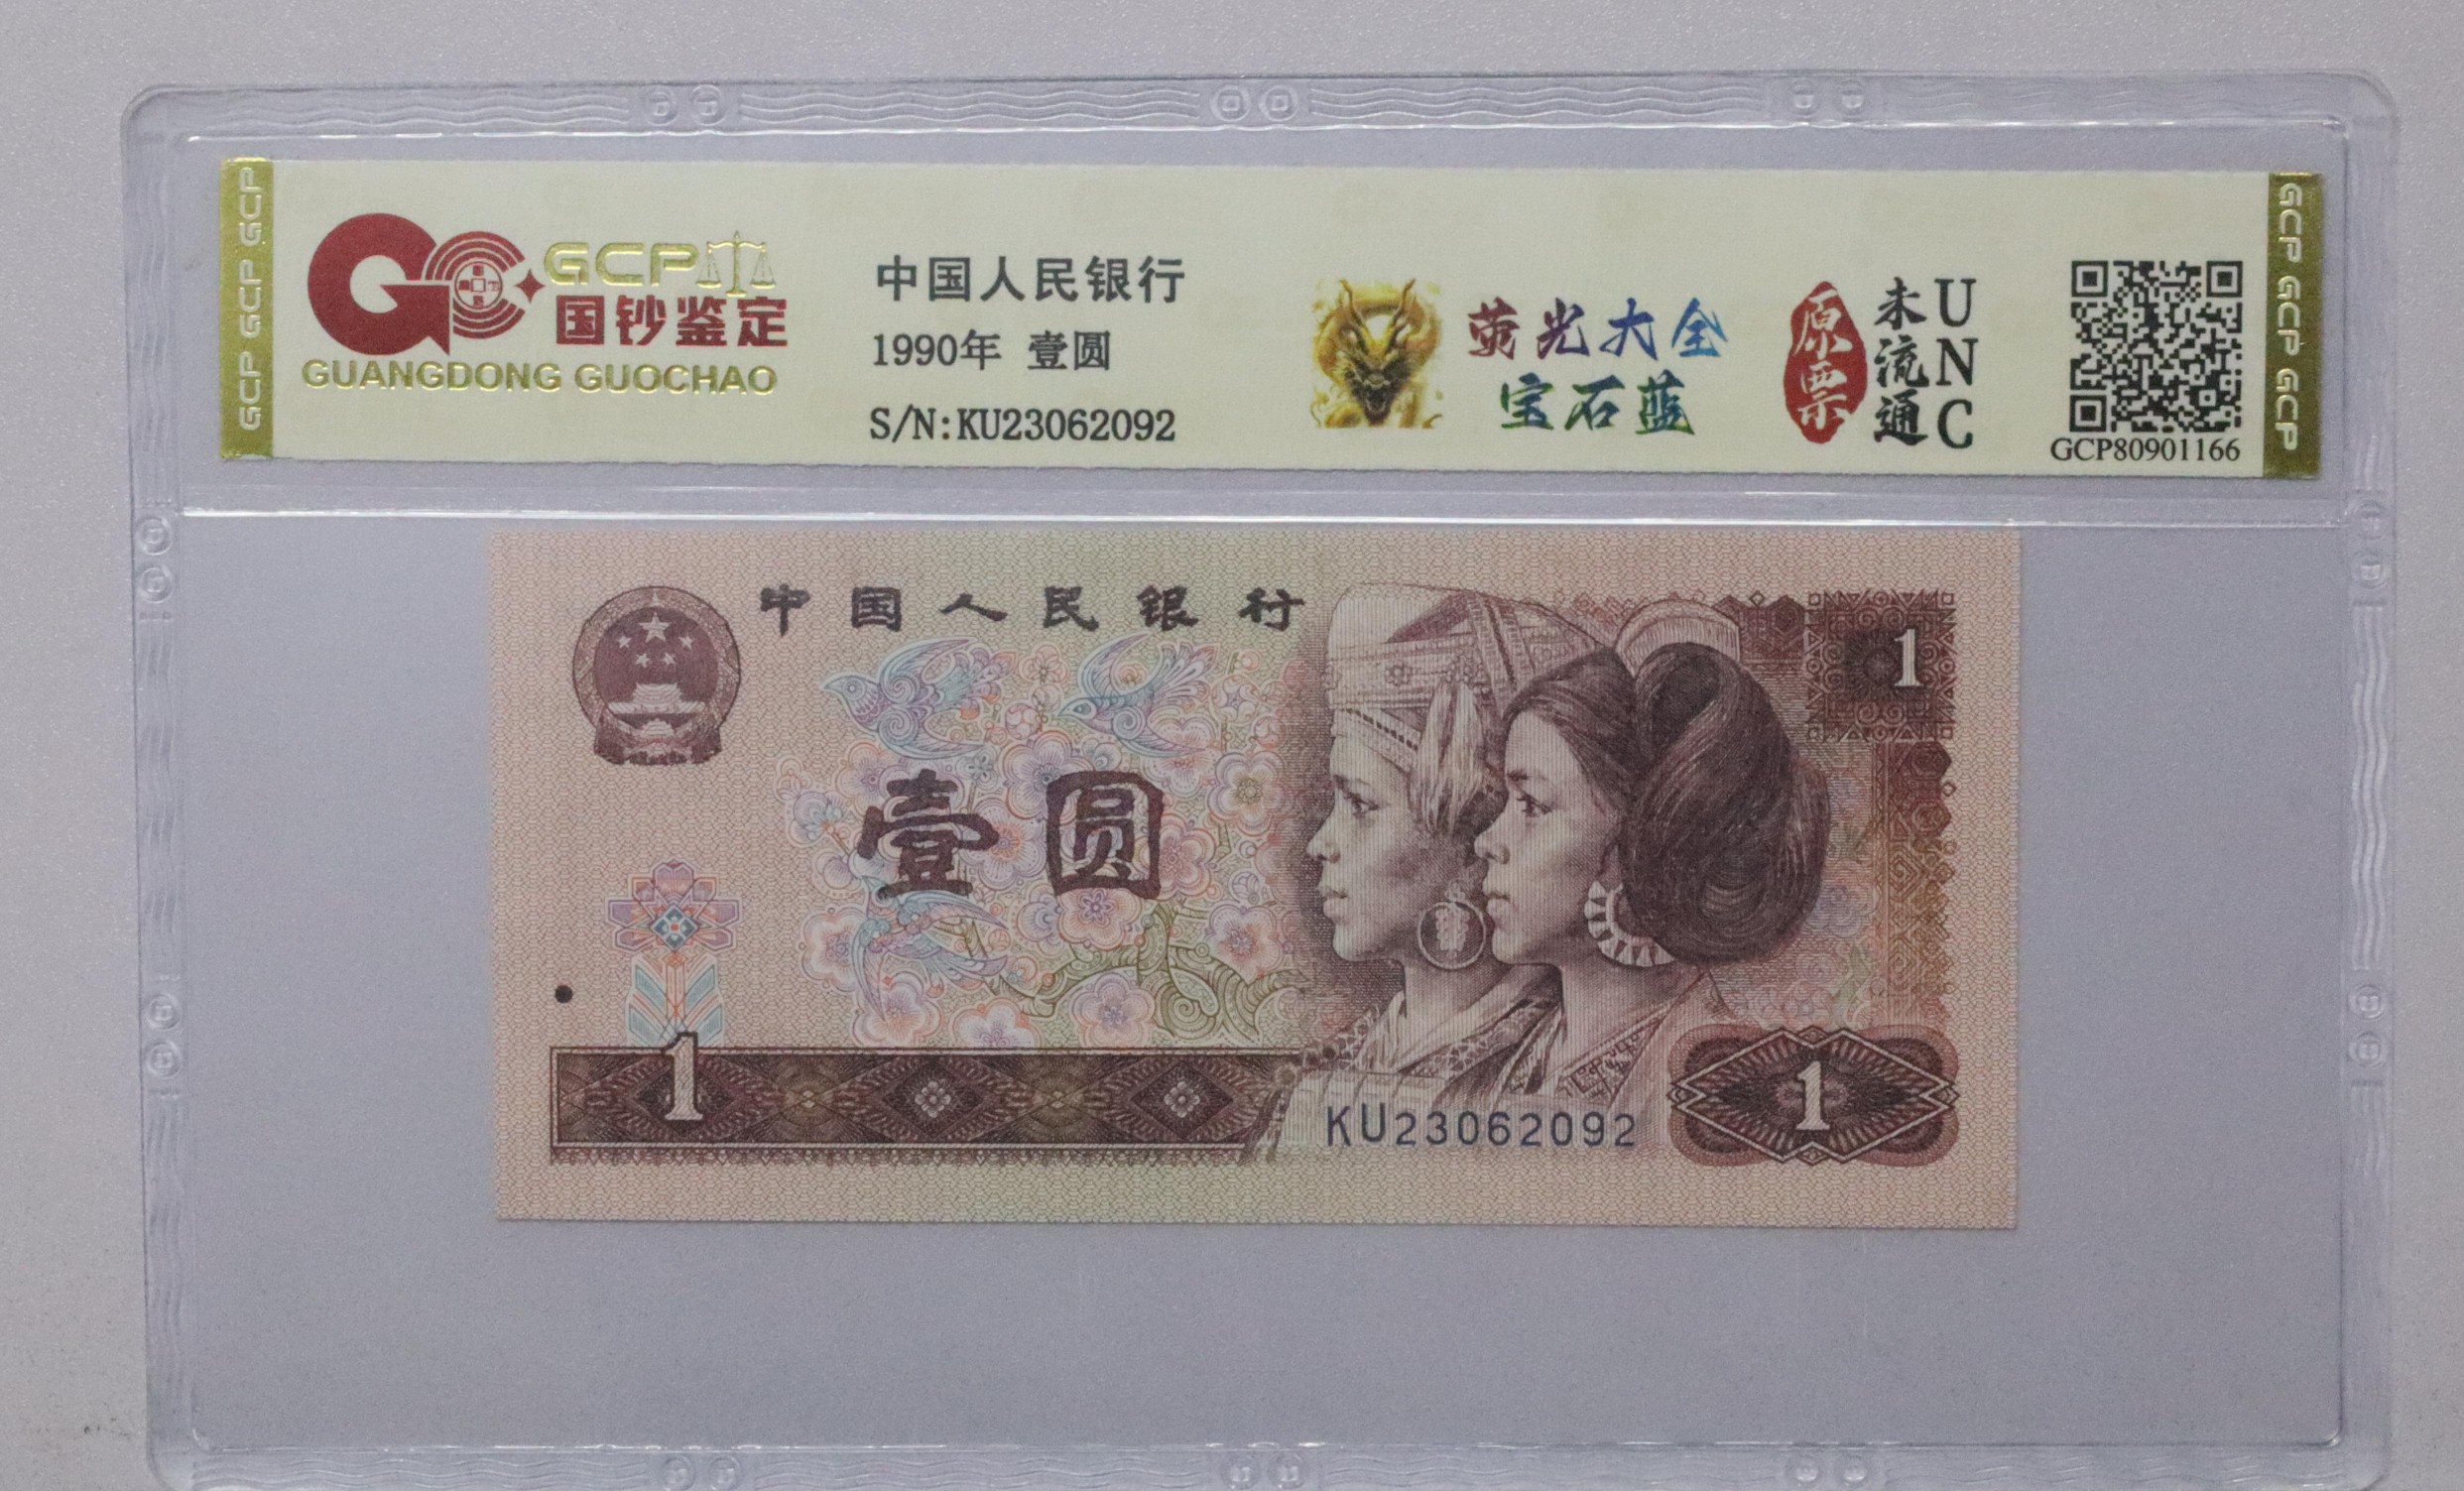 GCP GCP GCP
GCP
国钞鉴定
GUANGDONG GUOCHAO
中国人民银行
1990年 壹圆
S/N:KU23062092
荧光大全
宝石蓝
原票
未流通
UNC
GCP80901166
GCP GCP GCP
中国人民银行
1
壹圆
1
KU23062092
1